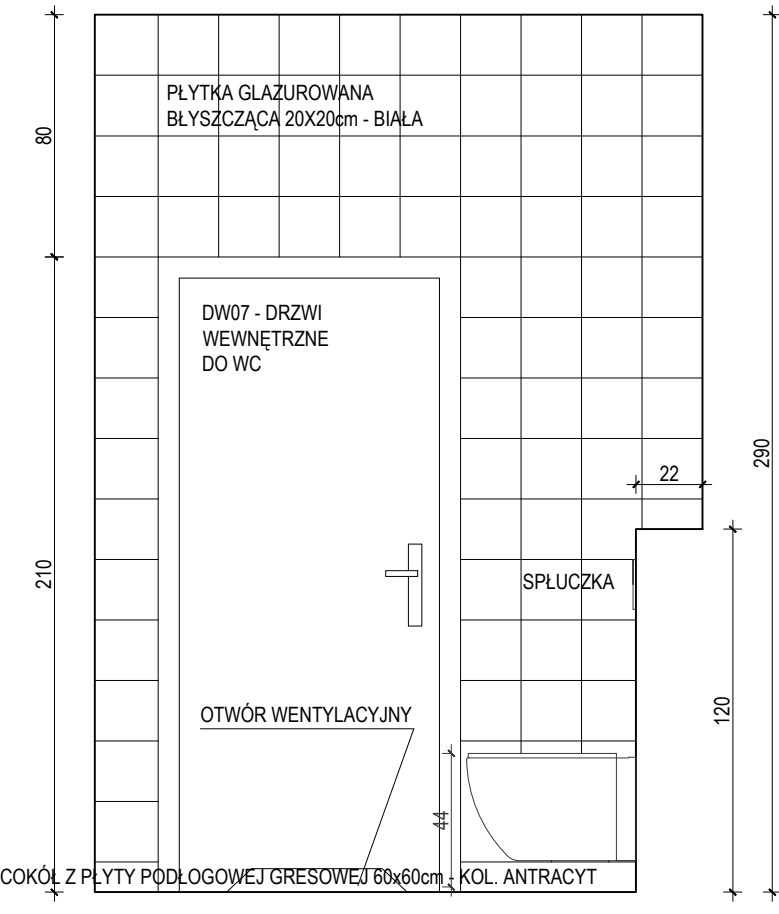 PŁYTKA GLAZUROWANA
BŁYSZCZĄCA 20X20cm - BIAŁA
80
DW07 - DRZWI
WEWNĘTRZNE
DO WC
290
22
210
SPŁUCZKA
OTWÓR WENTYLACYJNY
120
44
COKÓŁ Z PŁYTY PODŁOGOWEJ GRESOWEJ 60x60cm - KOL. ANTRACYT